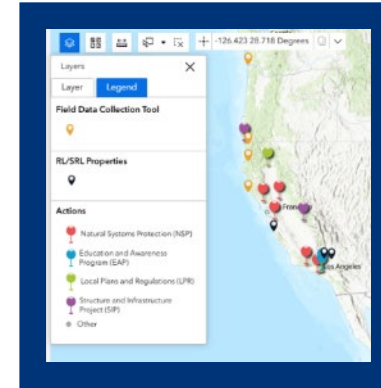 -126.423 28.718 Degrees
Layers
Layer
Legend
Field Data Collection Tool
RL/SRL Properties
Actions
Natural Systems Protection (NSP)
Education and Awareness
Program (EAP)
Local Plans and Regulations (LPR)
Structure and Infrastructure
Project (SIP)
Other
Los Angeles